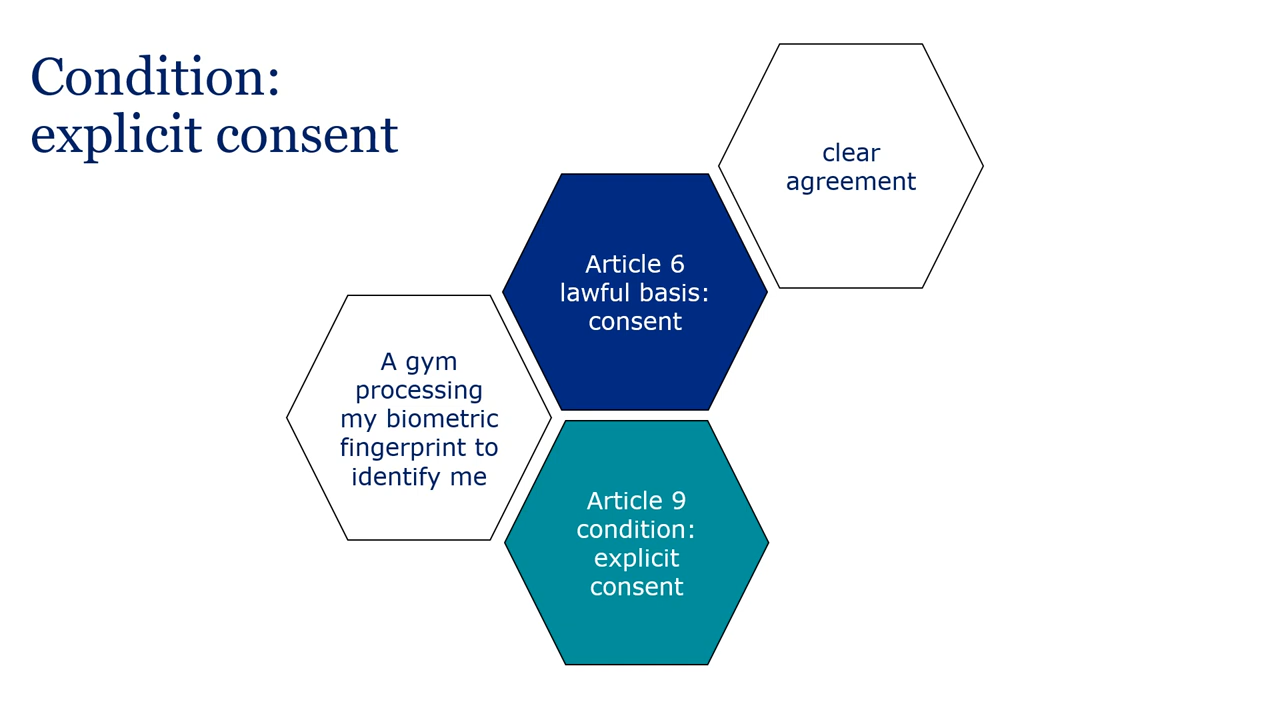 Condition:
explicit consent
clear
agreement
Article 6
lawful basis:
consent
A gym
processing
my biometric
fingerprint to
identify me
Article 9
condition:
explicit
consent